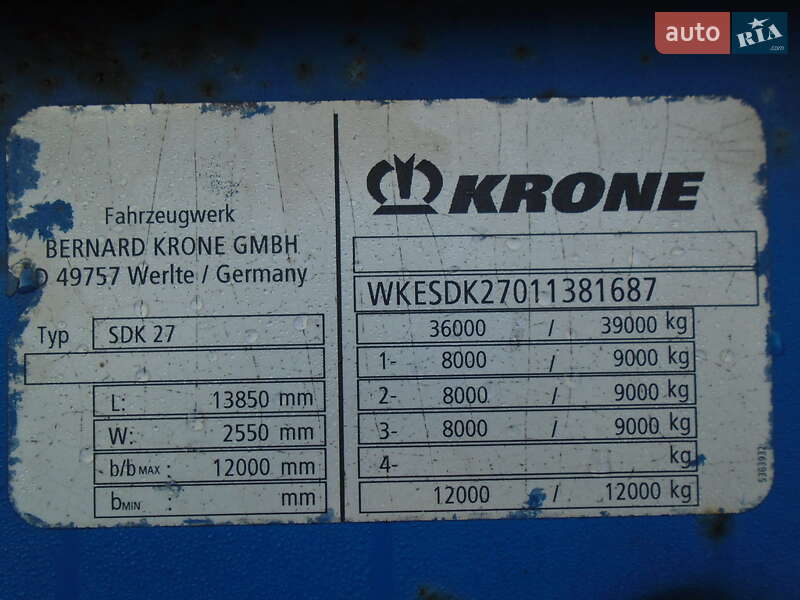 auto RIA.com
Fahrzeugwerk
BERNARD KRONE GMBH
D 49757 Werlte / Germany
Typ SDK 27
L: 13850 mm
W: 2550 mm
b/bMAX : 12000 mm
bMIN : mm
KRONE
WKESDK27011381687
36000 / 39000 kg
1- 8000 / 9000 kg
2- 8000 / 9000 kg
3- 8000 / 9000 kg
4- kg
12000 / 12000 kg